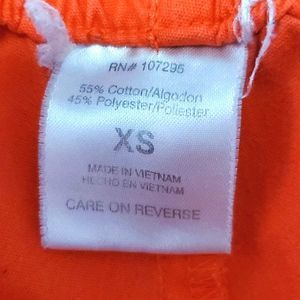 RN# 107295
55% Cotton/Algodon
45% Polyester/Poliester
XS
MADE IN VIETNAM
HECHO EN VIETNAM
CARE ON REVERSE